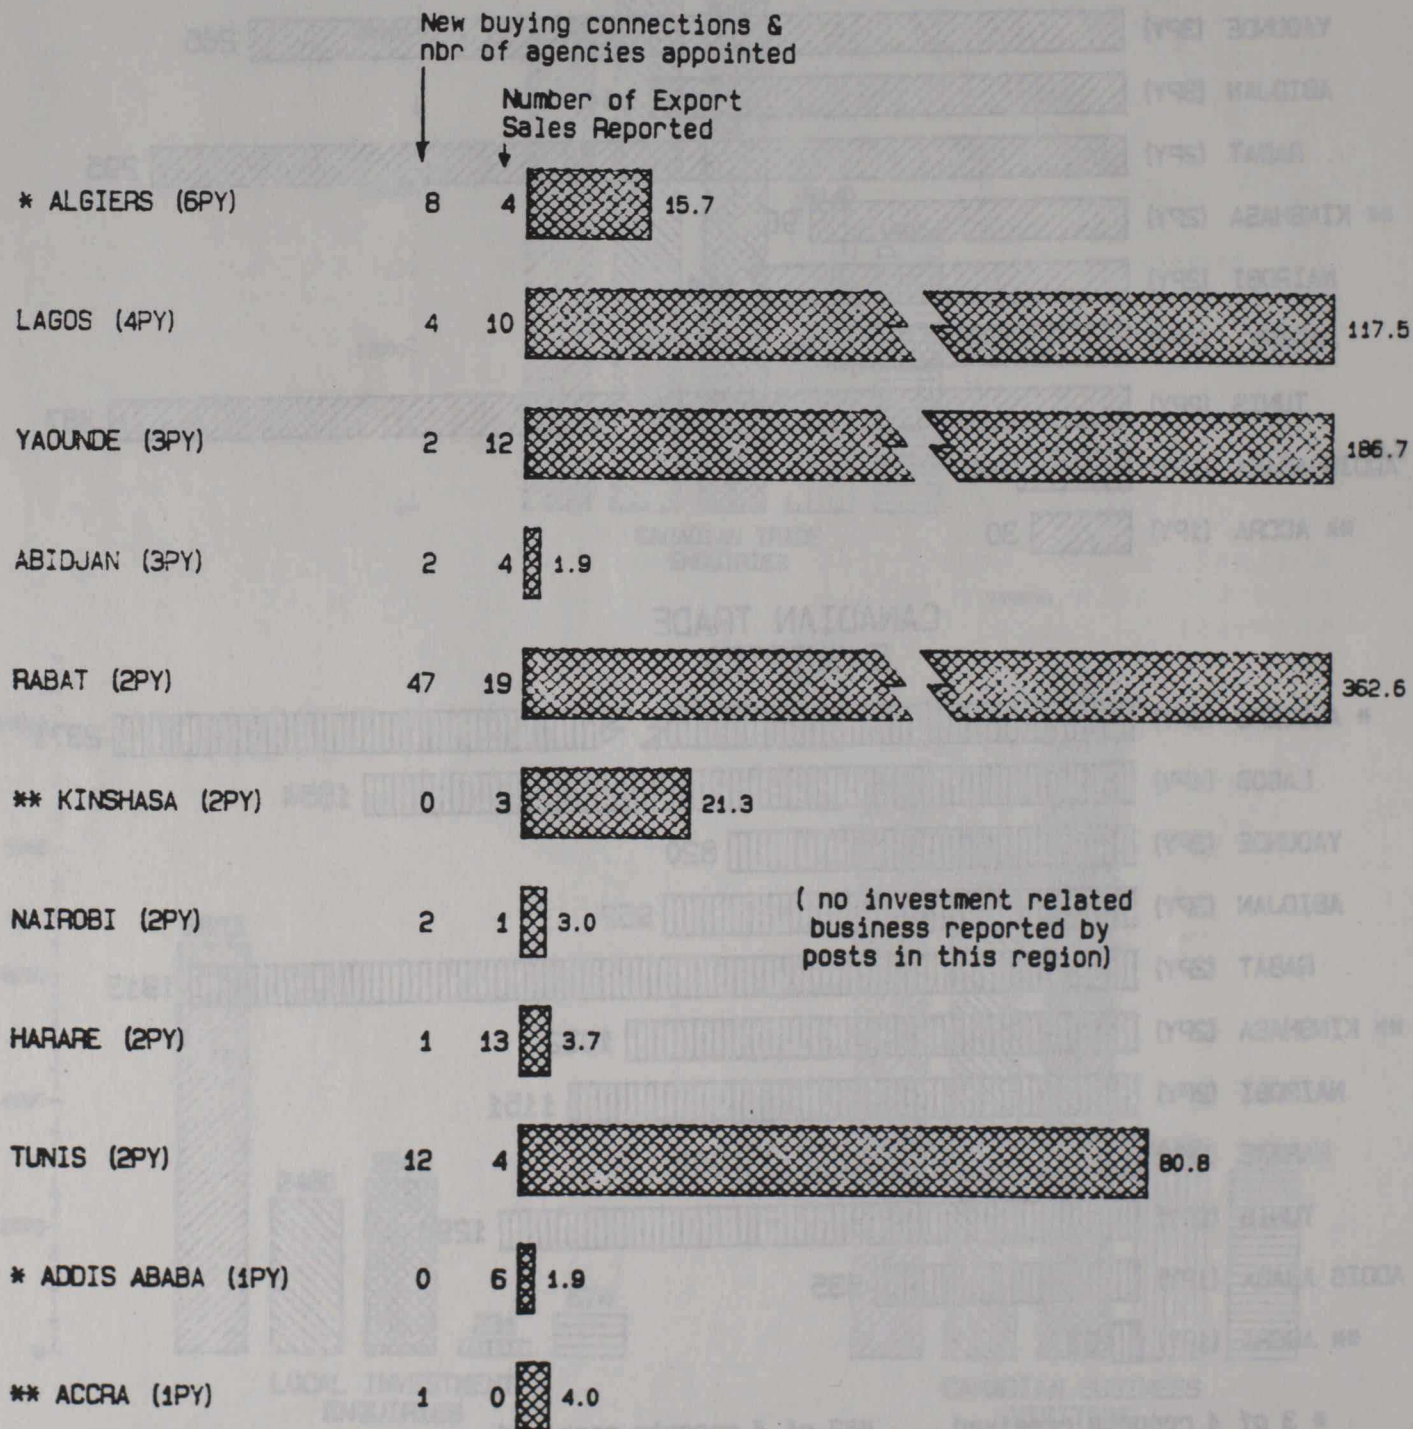 New buying connections &
nbr of agencies appointed
Number of Export
Sales Reported
* ALGIERS (6PY) 8 4 15.7
LAGOS (4PY) 4 10 117.5
YAOUNDE (3PY) 2 12 186.7
ABIDJAN (3PY) 2 4 1.9
RABAT (2PY) 47 19 362.6
** KINSHASA (2PY) 0 3 21.3
NAIROBI (2PY) 2 1 3.0
( no investment related
business reported by
posts in this region)
HARARE (2PY) 1 13 3.7
TUNIS (2PY) 12 4 80.8
* ADDIS ABABA (1PY) 0 6 1.9
** ACCRA (1PY) 1 0 4.0